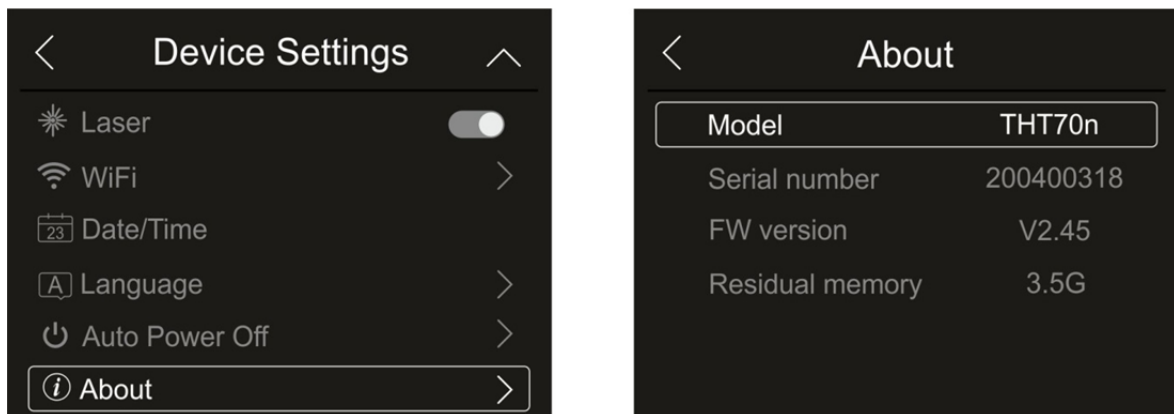 Device Settings
Laser
WiFi
23 Date/Time
A Language
Auto Power Off
i About
About
Model THT70n
Serial number 200400318
FW version V2.45
Residual memory 3.5G